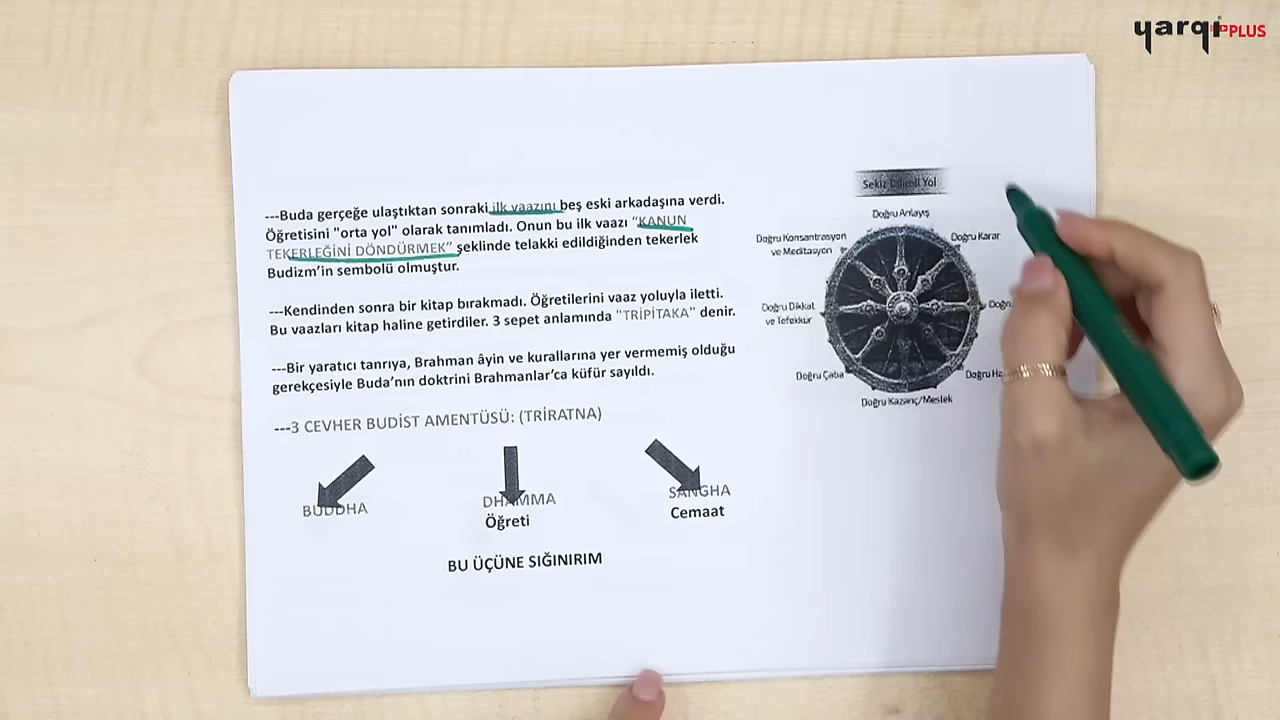 yargı PLUS
---Buda gerçeğe ulaştıktan sonraki ilk vaazını beş eski arkadaşına verdi.
Öğretisini "orta yol" olarak tanımladı. Onun bu ilk vaazı "KANUN
TEKERLEĞİNİ DÖNDÜRMEK" şeklinde telakki edildiğinden tekerlek
Budizm'in sembolü olmuştur.
---Kendinden sonra bir kitap bırakmadı. Öğretilerini vaaz yoluyla iletti.
Bu vaazları kitap haline getirdiler. 3 sepet anlamında "TRİPİTAKA" denir.
---Bir yaratıcı tanrıya, Brahman âyin ve kurallarına yer vermemiş olduğu
gerekçesiyle Buda'nın doktrini Brahmanlar'ca küfür sayıldı.
---3 CEVHER BUDİST AMENTÜSÜ: (TRİRATNA)
BUDDHA
DHAMMA
Öğreti
SANGHA
Cemaat
BU ÜÇÜNE SIĞINIRIM
Sekiz Dilimli Yol
Doğru Anlayış
Doğru Karar
Doğru Konsantrasyon
ve Meditasyon
Doğru Dikkat
ve Tefekkür
Doğru
Doğru Çaba
Doğru
Doğru Kazanç/Meslek